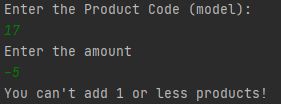 Enter the Product Code (model):
17
Enter the amount
-5
You can't add 1 or less products!